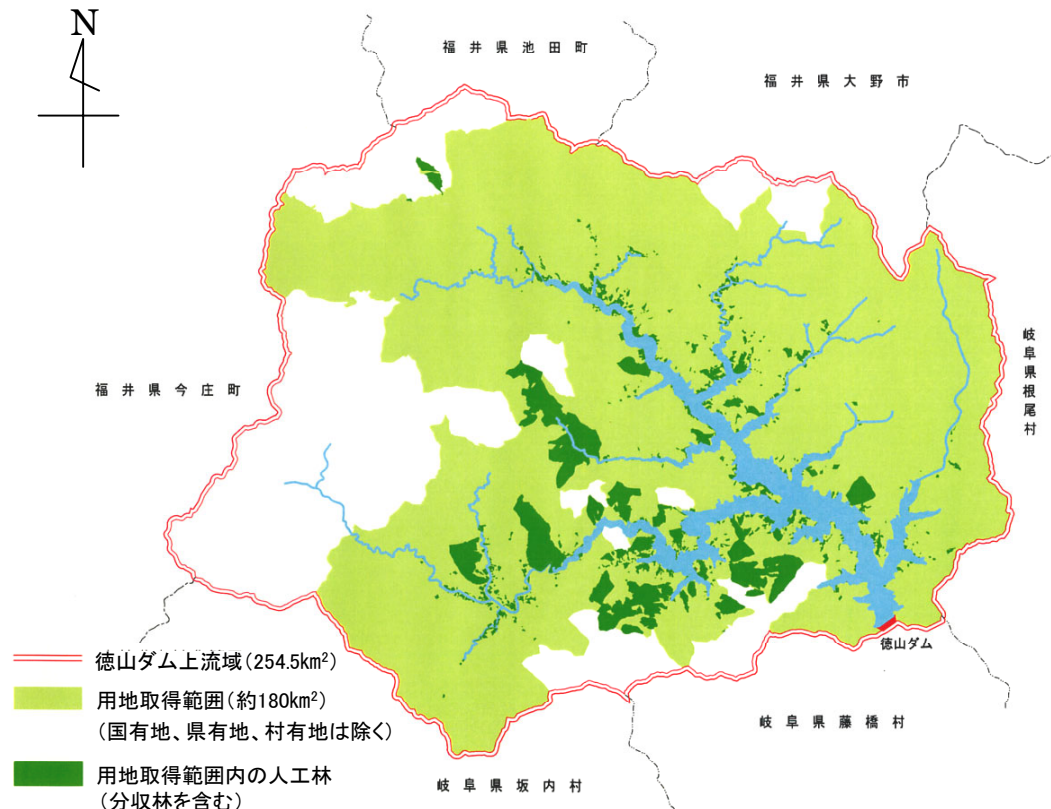 N
福井県池田町
福井県大野市
岐阜県根尾村
福井県今庄町
徳山ダム
岐阜県藤橋村
岐阜県坂内村
徳山ダム上流域(254.5km²)
用地取得範囲(約180km²)
(国有地、県有地、村有地は除く)
用地取得範囲内の人工林
(分収林を含む)